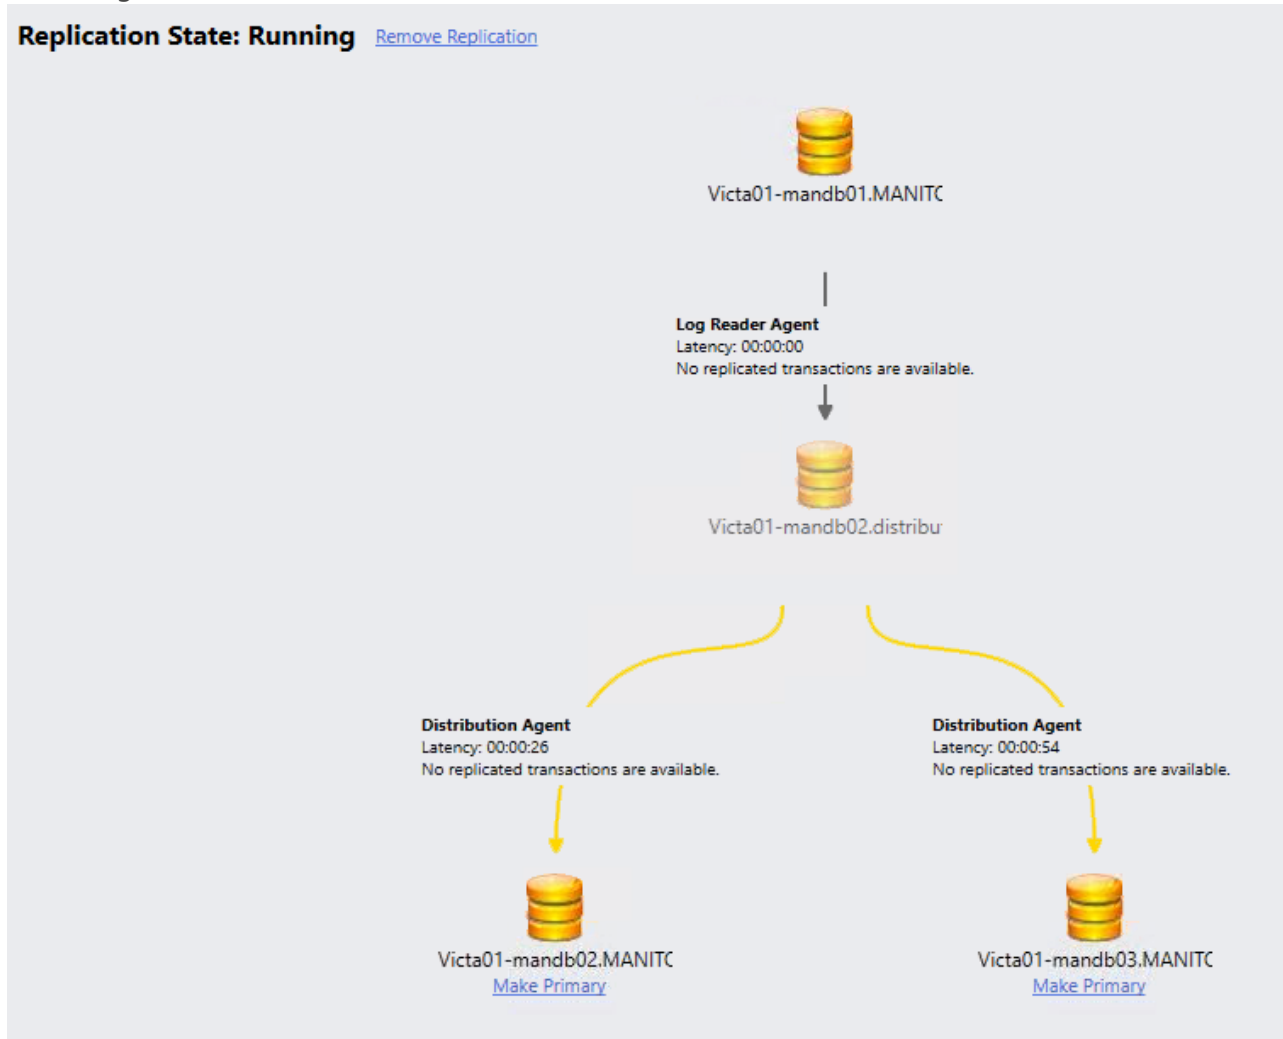 Replication State: Running Remove Replication
Victa01-mandb01.MANITC
Log Reader Agent
Latency: 00:00:00
No replicated transactions are available.
Victa01-mandb02.distribu
Distribution Agent
Latency: 00:00:26
No replicated transactions are available.
Distribution Agent
Latency: 00:00:54
No replicated transactions are available.
Victa01-mandb02.MANITC
Make Primary
Victa01-mandb03.MANITC
Make Primary